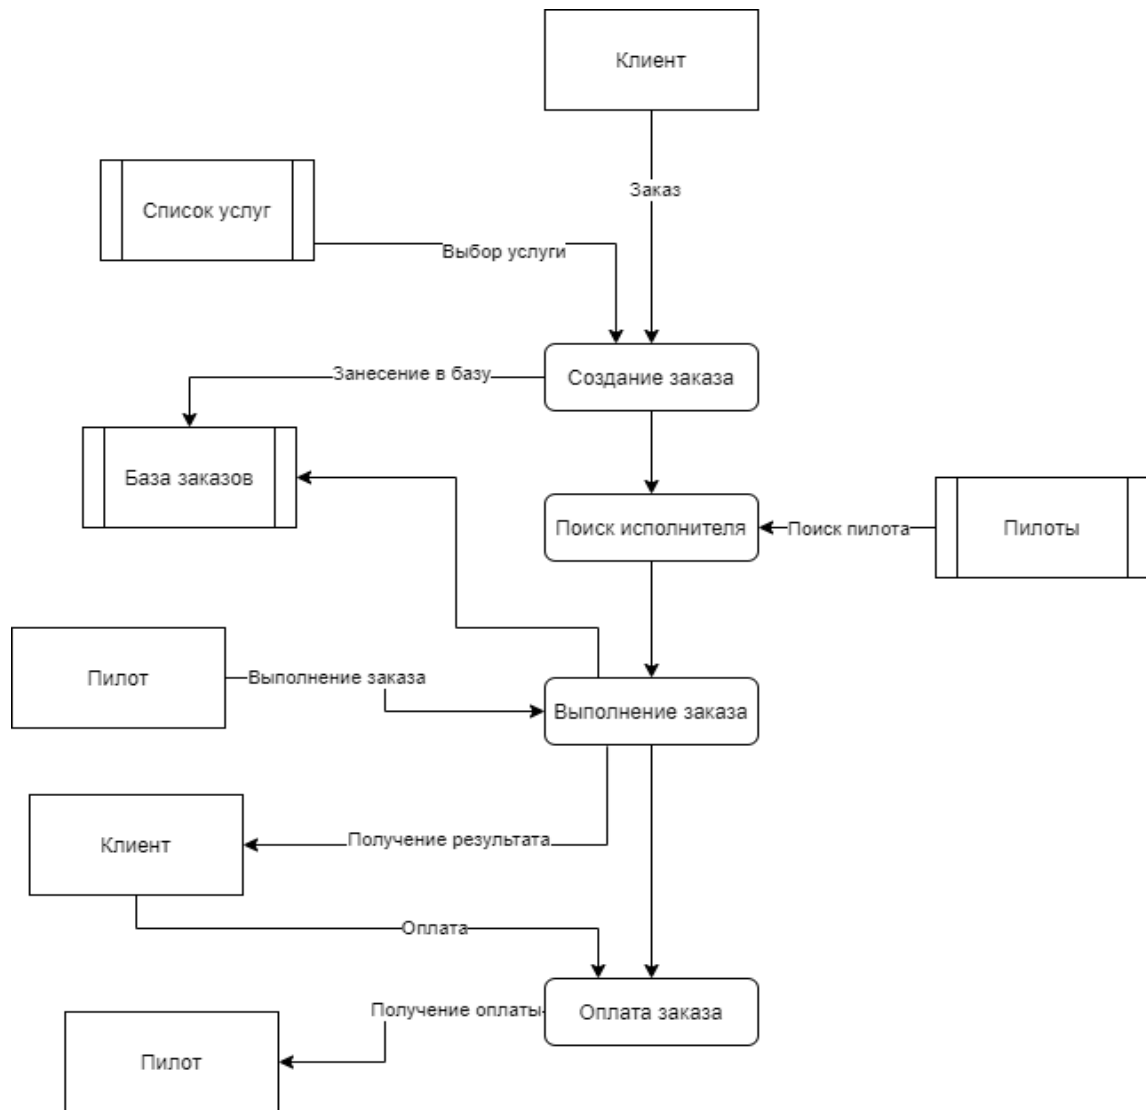 Клиент
Заказ
Список услуг
Выбор услуги
Занесение в базу
Создание заказа
База заказов
Поиск исполнителя
Поиск пилота
Пилоты
Пилот
Выполнение заказа
Выполнение заказа
Клиент
Получение результата
Оплата
Получение оплаты
Оплата заказа
Пилот